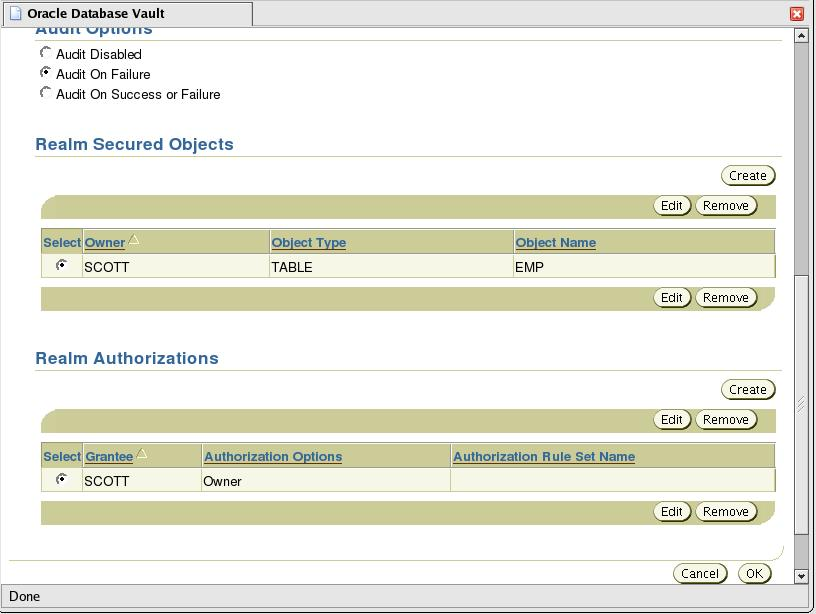 Oracle Database Vault
Audit Options
Audit Disabled
Audit On Failure
Audit On Success or Failure
Realm Secured Objects
Create
Edit Remove
Select Owner Object Type Object Name
SCOTT TABLE EMP
Edit Remove
Realm Authorizations
Create
Edit Remove
Select Grantee Authorization Options Authorization Rule Set Name
SCOTT Owner
Edit Remove
Cancel OK
Done